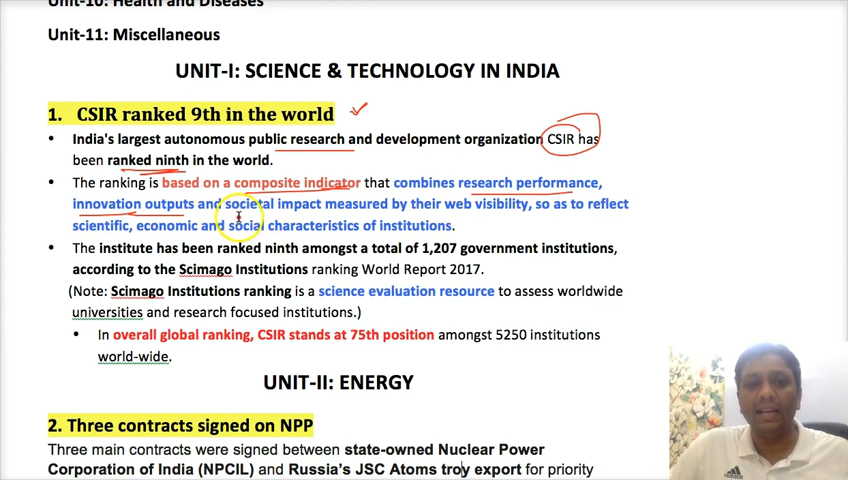 Unit-10: Health and Diseases
Unit-11: Miscellaneous
UNIT-I: SCIENCE & TECHNOLOGY IN INDIA
1. CSIR ranked 9th in the world
• India's largest autonomous public research and development organization CSIR has
been ranked ninth in the world.
• The ranking is based on a composite indicator that combines research performance,
innovation outputs and societal impact measured by their web visibility, so as to reflect
scientific, economic and social characteristics of institutions.
• The institute has been ranked ninth amongst a total of 1,207 government institutions,
according to the Scimago Institutions ranking World Report 2017.
(Note: Scimago Institutions ranking is a science evaluation resource to assess worldwide
universities and research focused institutions.)
• In overall global ranking, CSIR stands at 75th position amongst 5250 institutions
world-wide.
UNIT-II: ENERGY
2. Three contracts signed on NPP
Three main contracts were signed between state-owned Nuclear Power
Corporation of India (NPCIL) and Russia's JSC Atoms troy export for priority
adidas